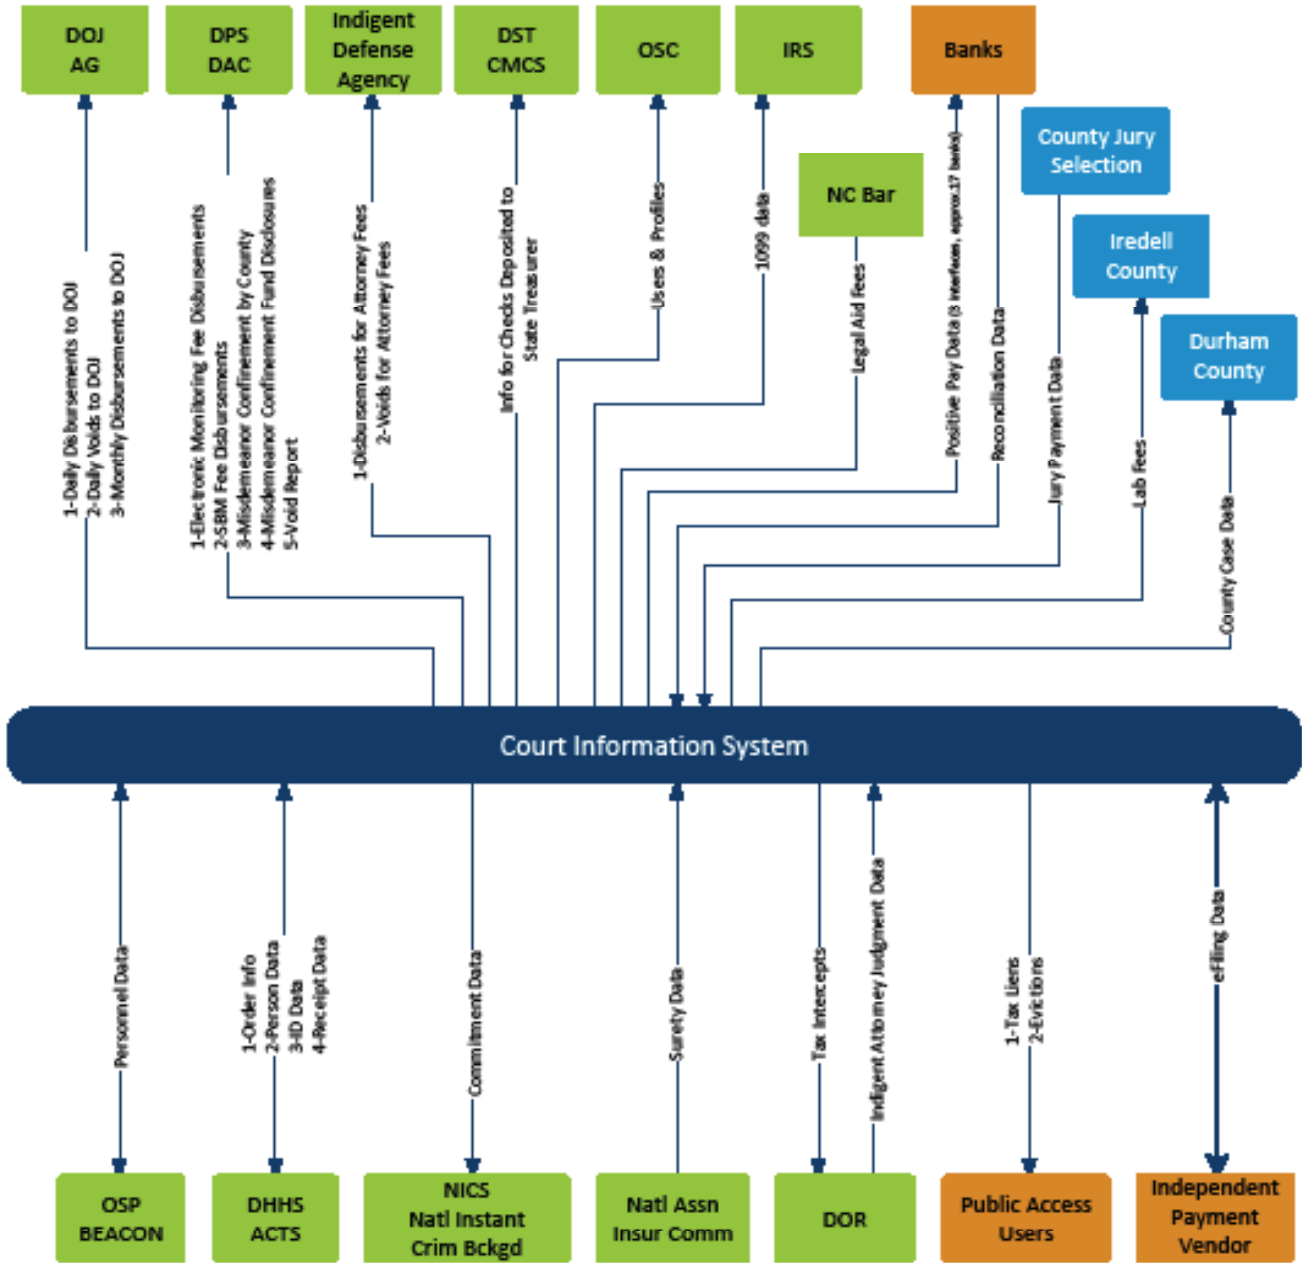 DOJ
AG
DPS
DAC
Indigent
Defense
Agency
DST
CMCS
OSC
IRS
Banks
County Jury
Selection
NC Bar
Iredell
County
Durham
County
1-Daily Disbursements to DOJ
2-Daily Voids to DOJ
3-Monthly Disbursements to DOJ
1-Electronic Monitoring Fee Disbursements
2-SBM Fee Disbursements
3-Misdemeanor Confinement by County
4-Misdemeanor Confinement Fund Disclosures
5-Void Report
1-Disbursements for Attorney Fees
2-Voids for Attorney Fees
Info for Checks Deposited to
State Treasurer
Users & Profiles
1099 data
Legal Aid Fees
Positive Pay Data (3 interfaces, approx.17 banks)
Reconciliation Data
Jury Payment Data
Lab Fees
County Case Data
Court Information System
Personnel Data
1-Order Info
2-Person Data
3-ID Data
4-Receipt Data
Commitment Data
Surety Data
Tax Intercepts
Indigent Attorney Judgment Data
1-Tax Liens
2-Evictions
eFiling Data
OSP
BEACON
DHHS
ACTS
NICS
Natl Instant
Crim Bckgd
Natl Assn
Insur Comm
DOR
Public Access
Users
Independent
Payment
Vendor